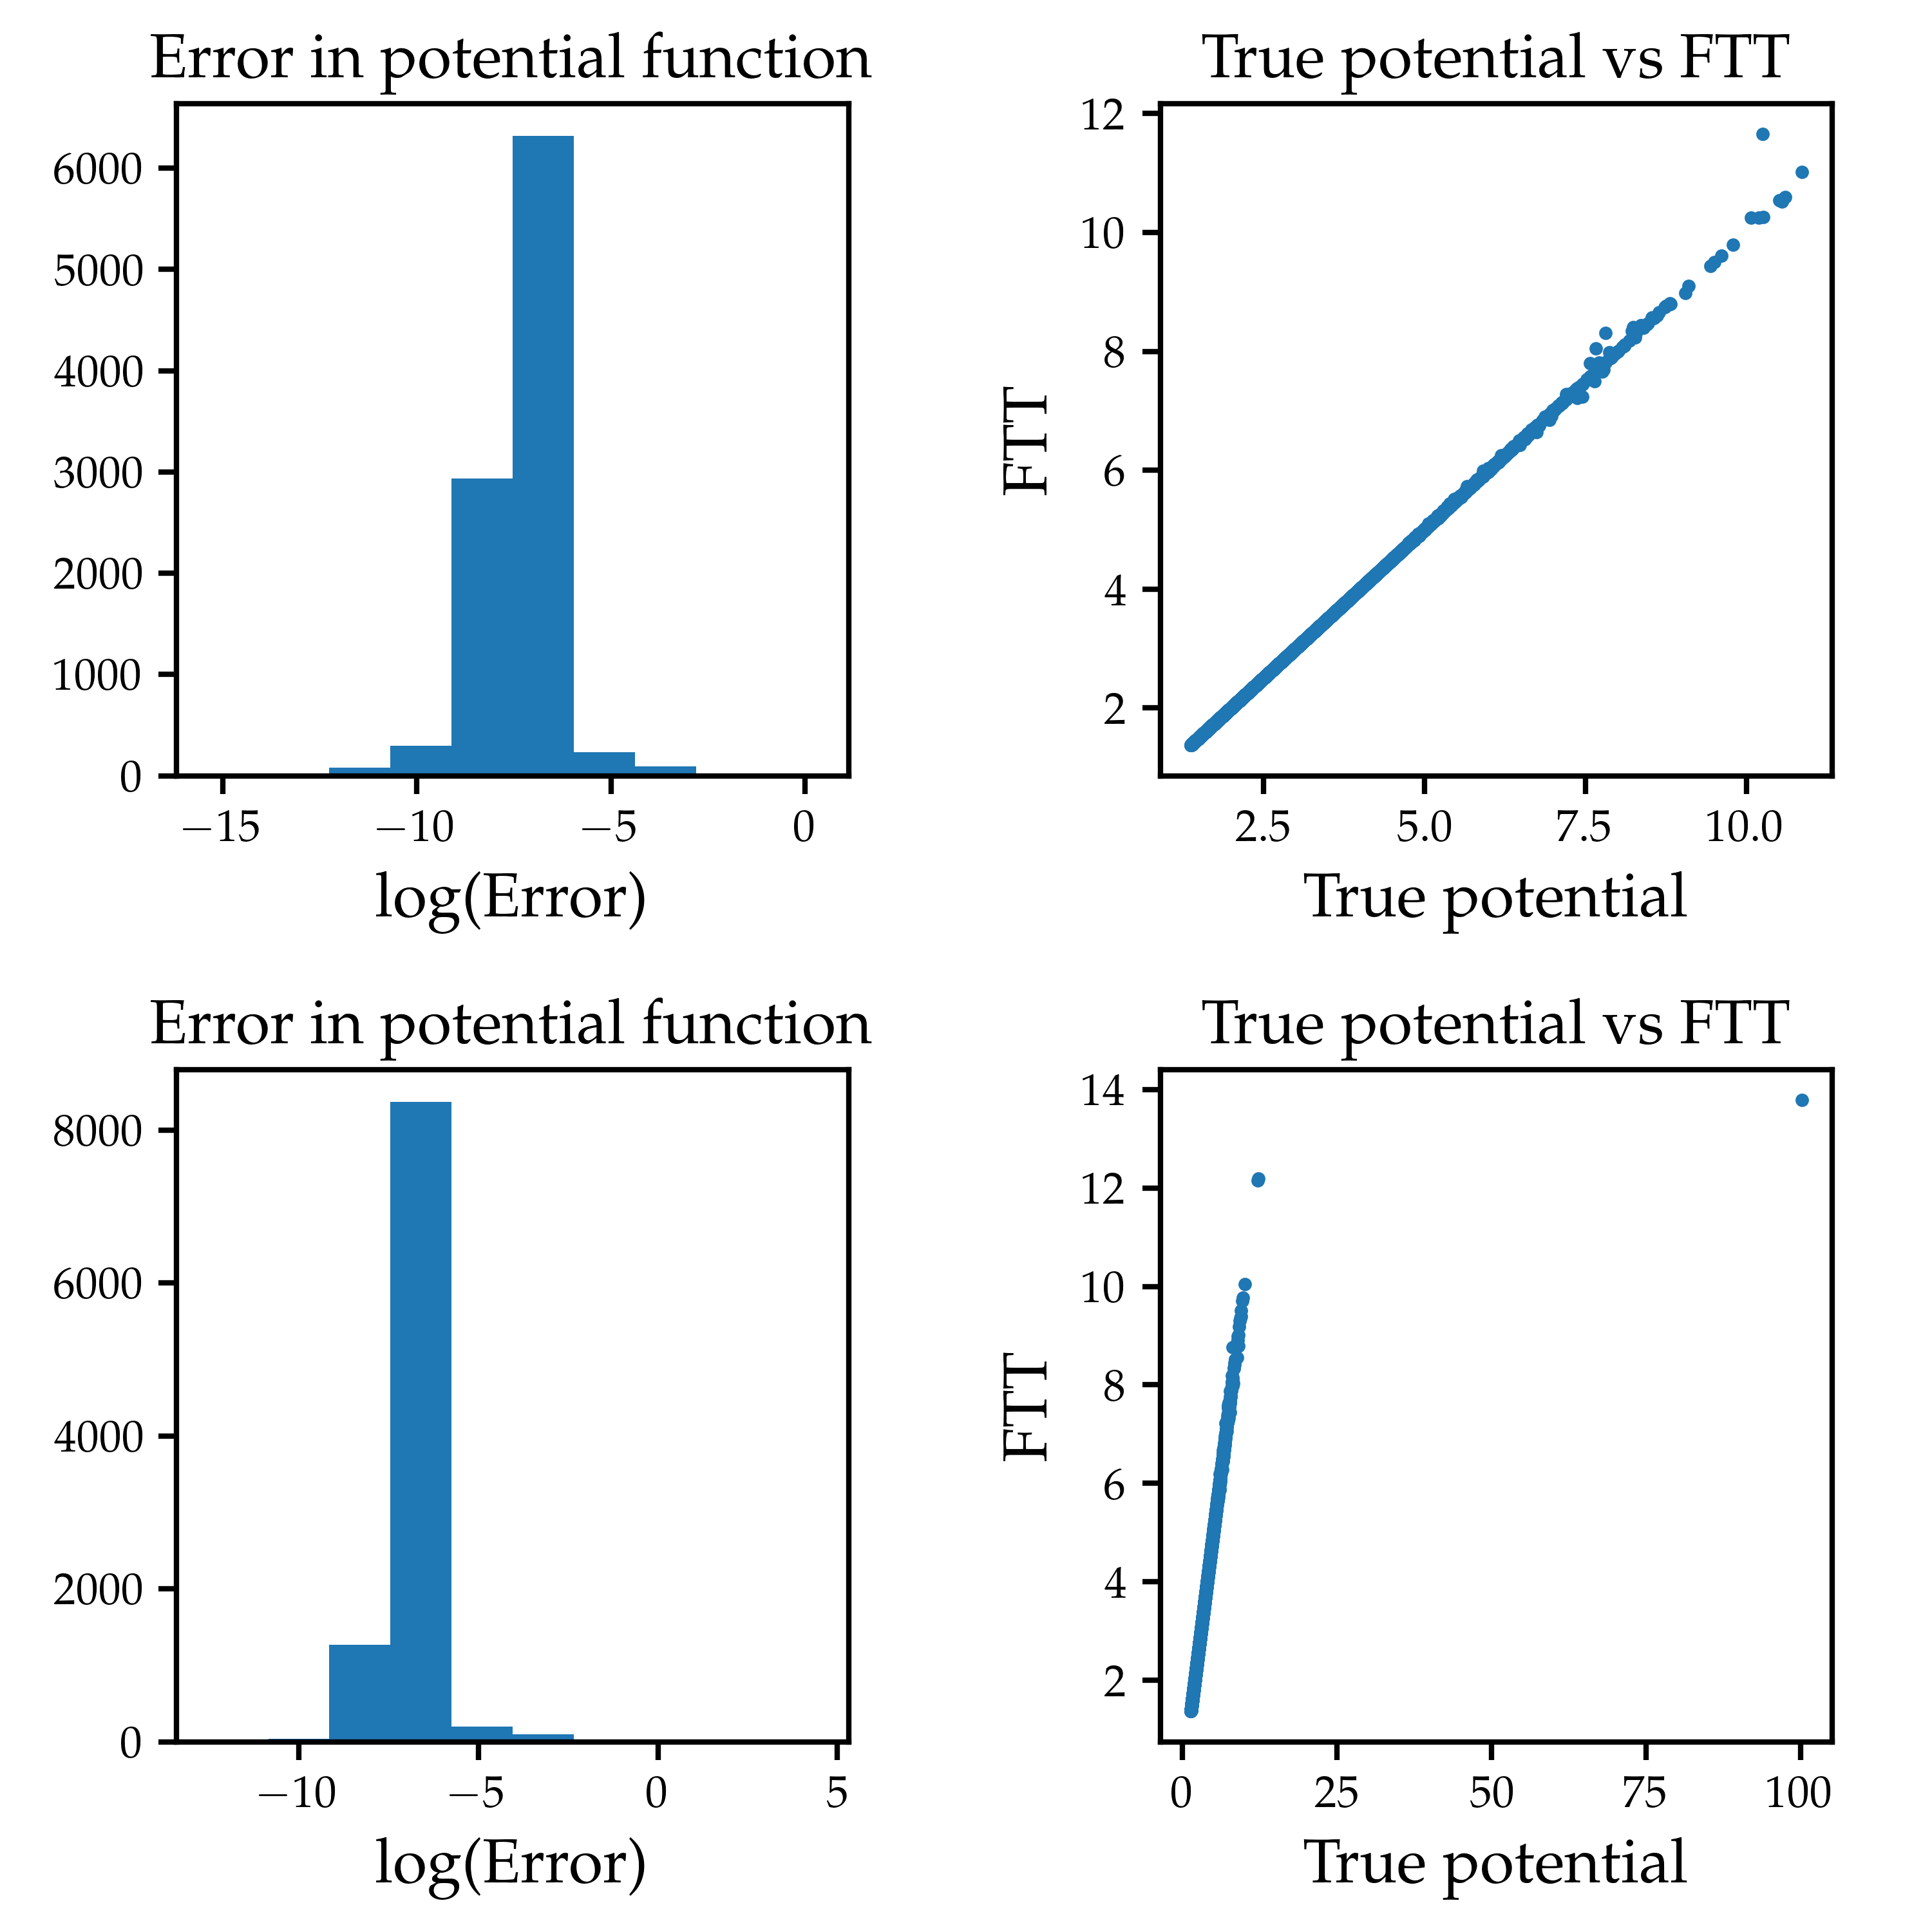 Error in potential function
6000
5000
4000
3000
2000
1000
0
−15 −10 −5 0
log(Error)
True potential vs FTT
12
10
8
6
4
2
FTT
2.5 5.0 7.5 10.0
True potential
Error in potential function
8000
6000
4000
2000
0
−10 −5 0 5
log(Error)
True potential vs FTT
14
12
10
8
6
4
2
FTT
0 25 50 75 100
True potential